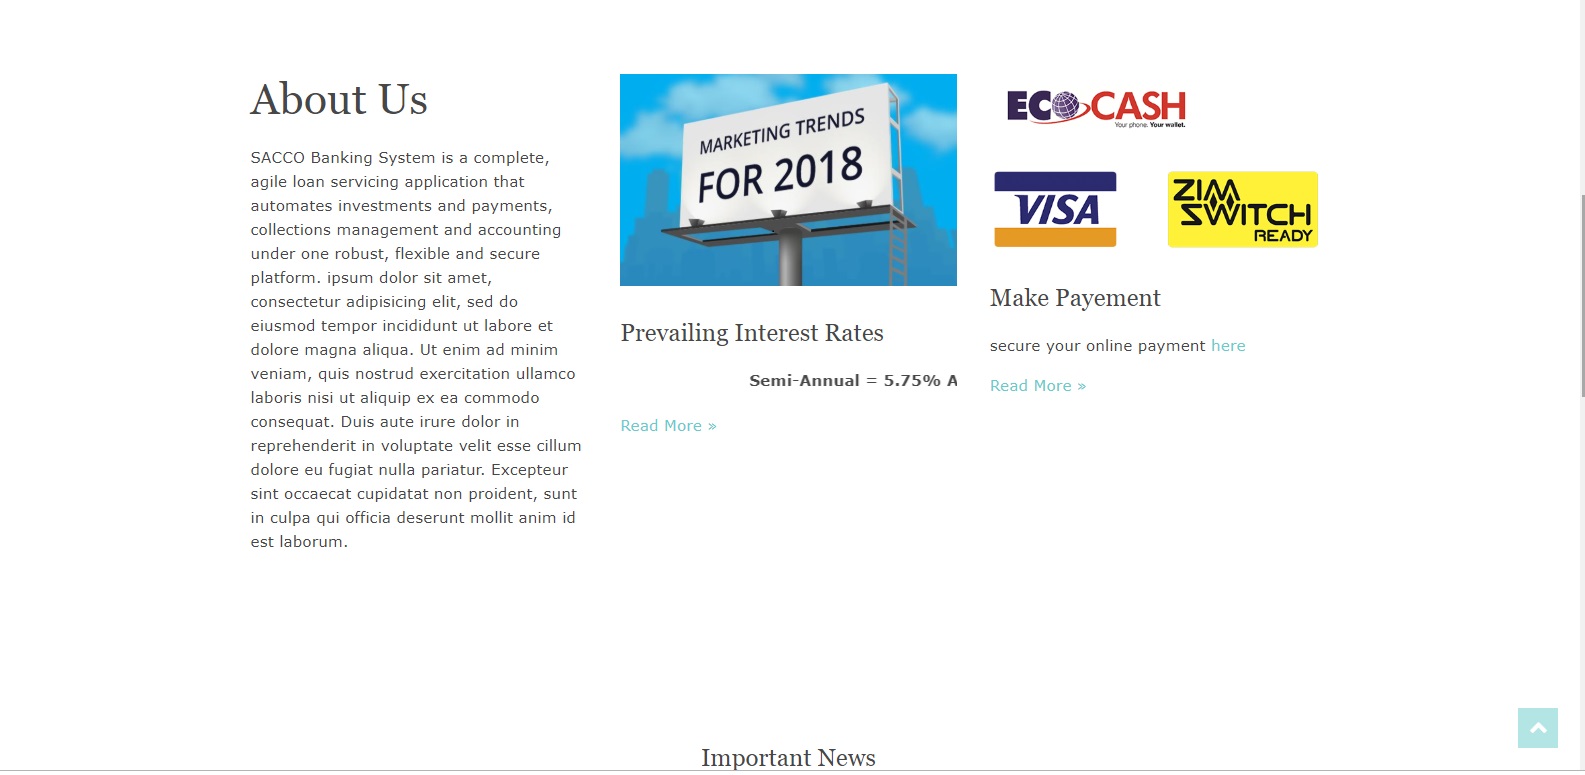 About Us
SACCO Banking System is a complete,
agile loan servicing application that
automates investments and payments,
collections management and accounting
under one robust, flexible and secure
platform. ipsum dolor sit amet,
consectetur adipisicing elit, sed do
eiusmod tempor incididunt ut labore et
dolore magna aliqua. Ut enim ad minim
veniam, quis nostrud exercitation ullamco
laboris nisi ut aliquip ex ea commodo
consequat. Duis aute irure dolor in
reprehenderit in voluptate velit esse cillum
dolore eu fugiat nulla pariatur. Excepteur
sint occaecat cupidatat non proident, sunt
in culpa qui officia deserunt mollit anim id
est laborum.
MARKETING TRENDS
FOR 2018
Prevailing Interest Rates
Semi-Annual = 5.75% A
Read More »
ECOCASH
Your phone. Your wallet.
VISA
ZIM
SWITCH
READY
Make Payement
secure your online payment here
Read More »
Important News